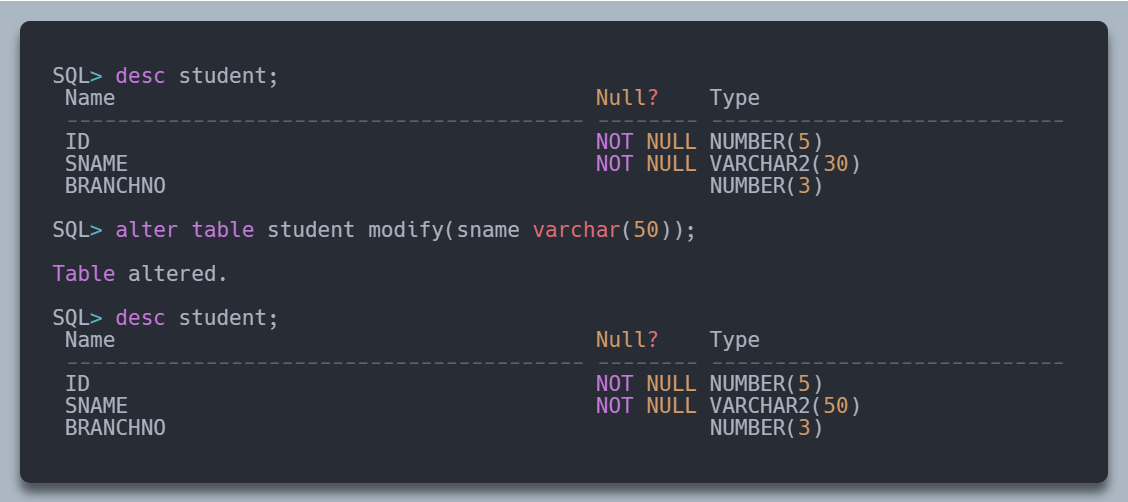 SQL> desc student;
Name Null? Type
----------------------------------------- -------- ----------------------------
ID NOT NULL NUMBER(5)
SNAME NOT NULL VARCHAR2(30)
BRANCHNO NUMBER(3)
SQL> alter table student modify(sname varchar(50));
Table altered.
SQL> desc student;
Name Null? Type
----------------------------------------- -------- ----------------------------
ID NOT NULL NUMBER(5)
SNAME NOT NULL VARCHAR2(50)
BRANCHNO NUMBER(3)